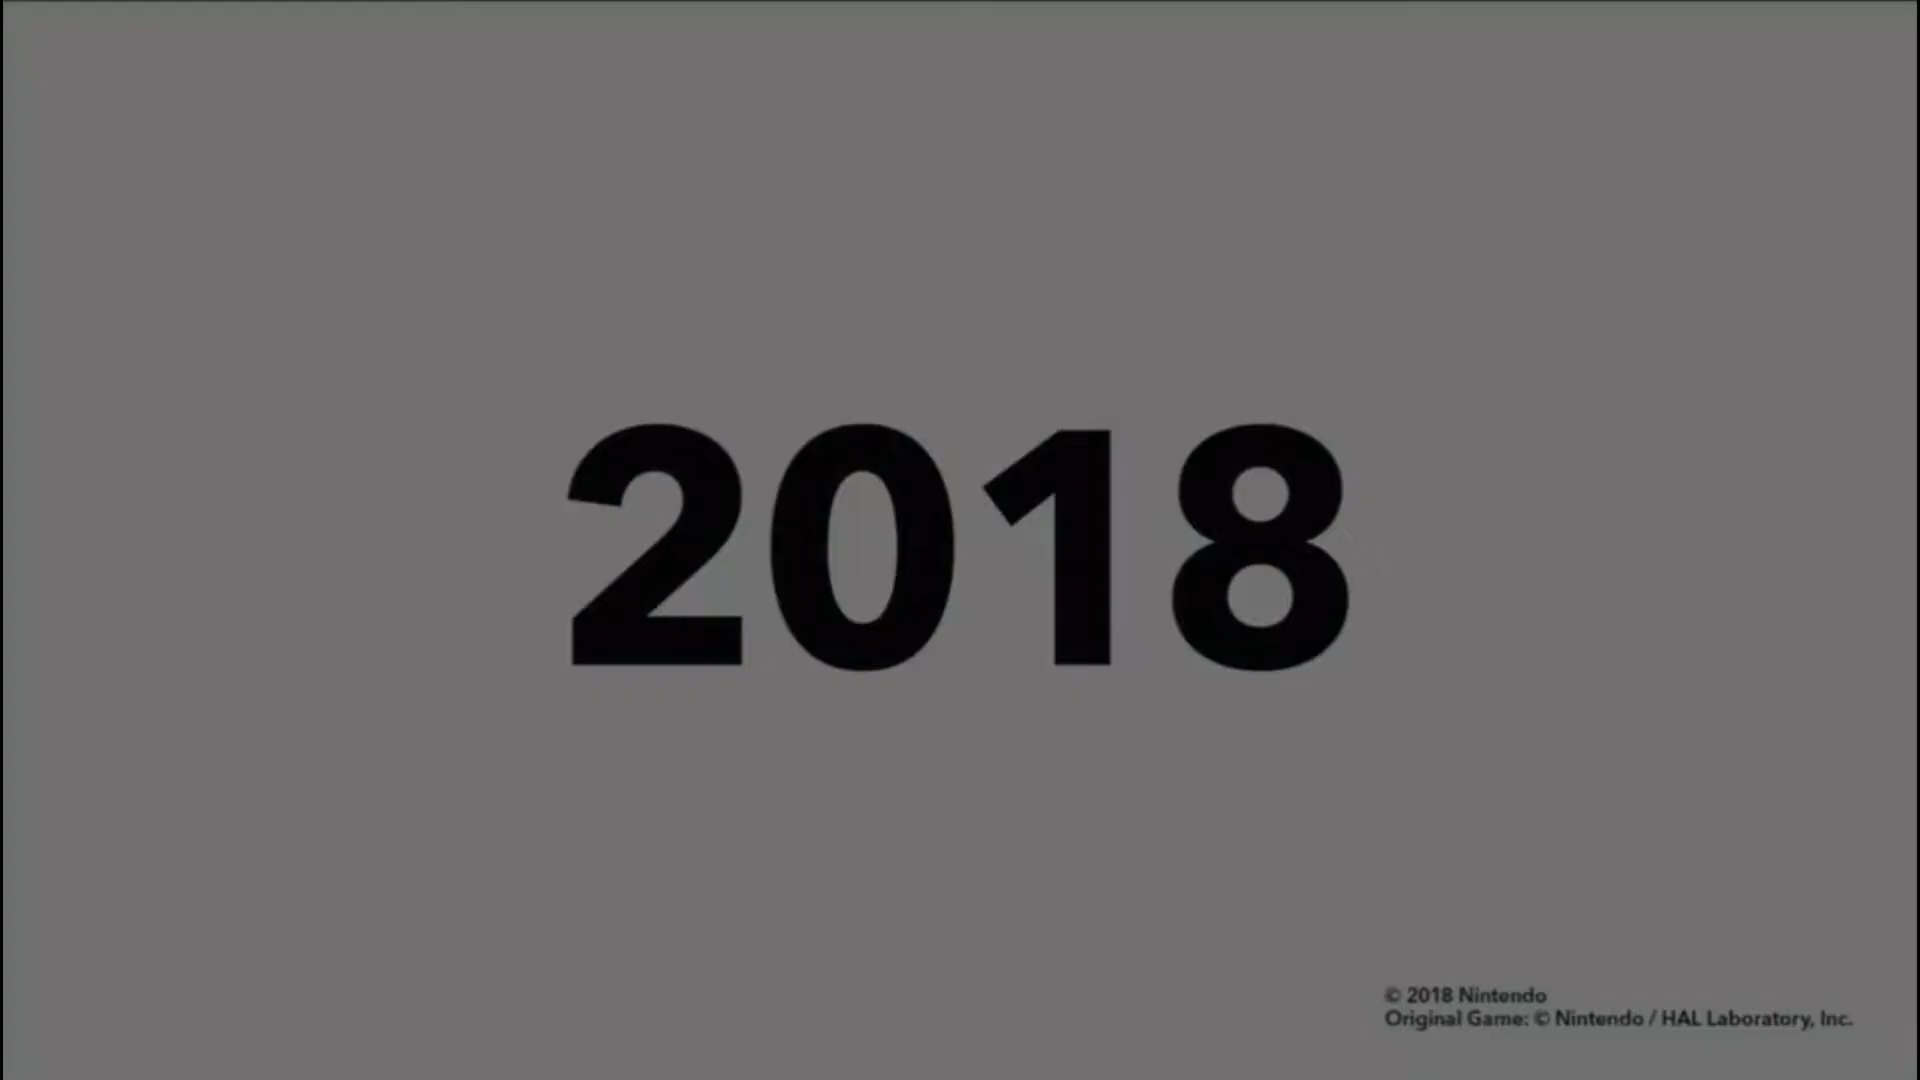 2018
© 2018 Nintendo
Original Game: © Nintendo / HAL Laboratory, Inc.